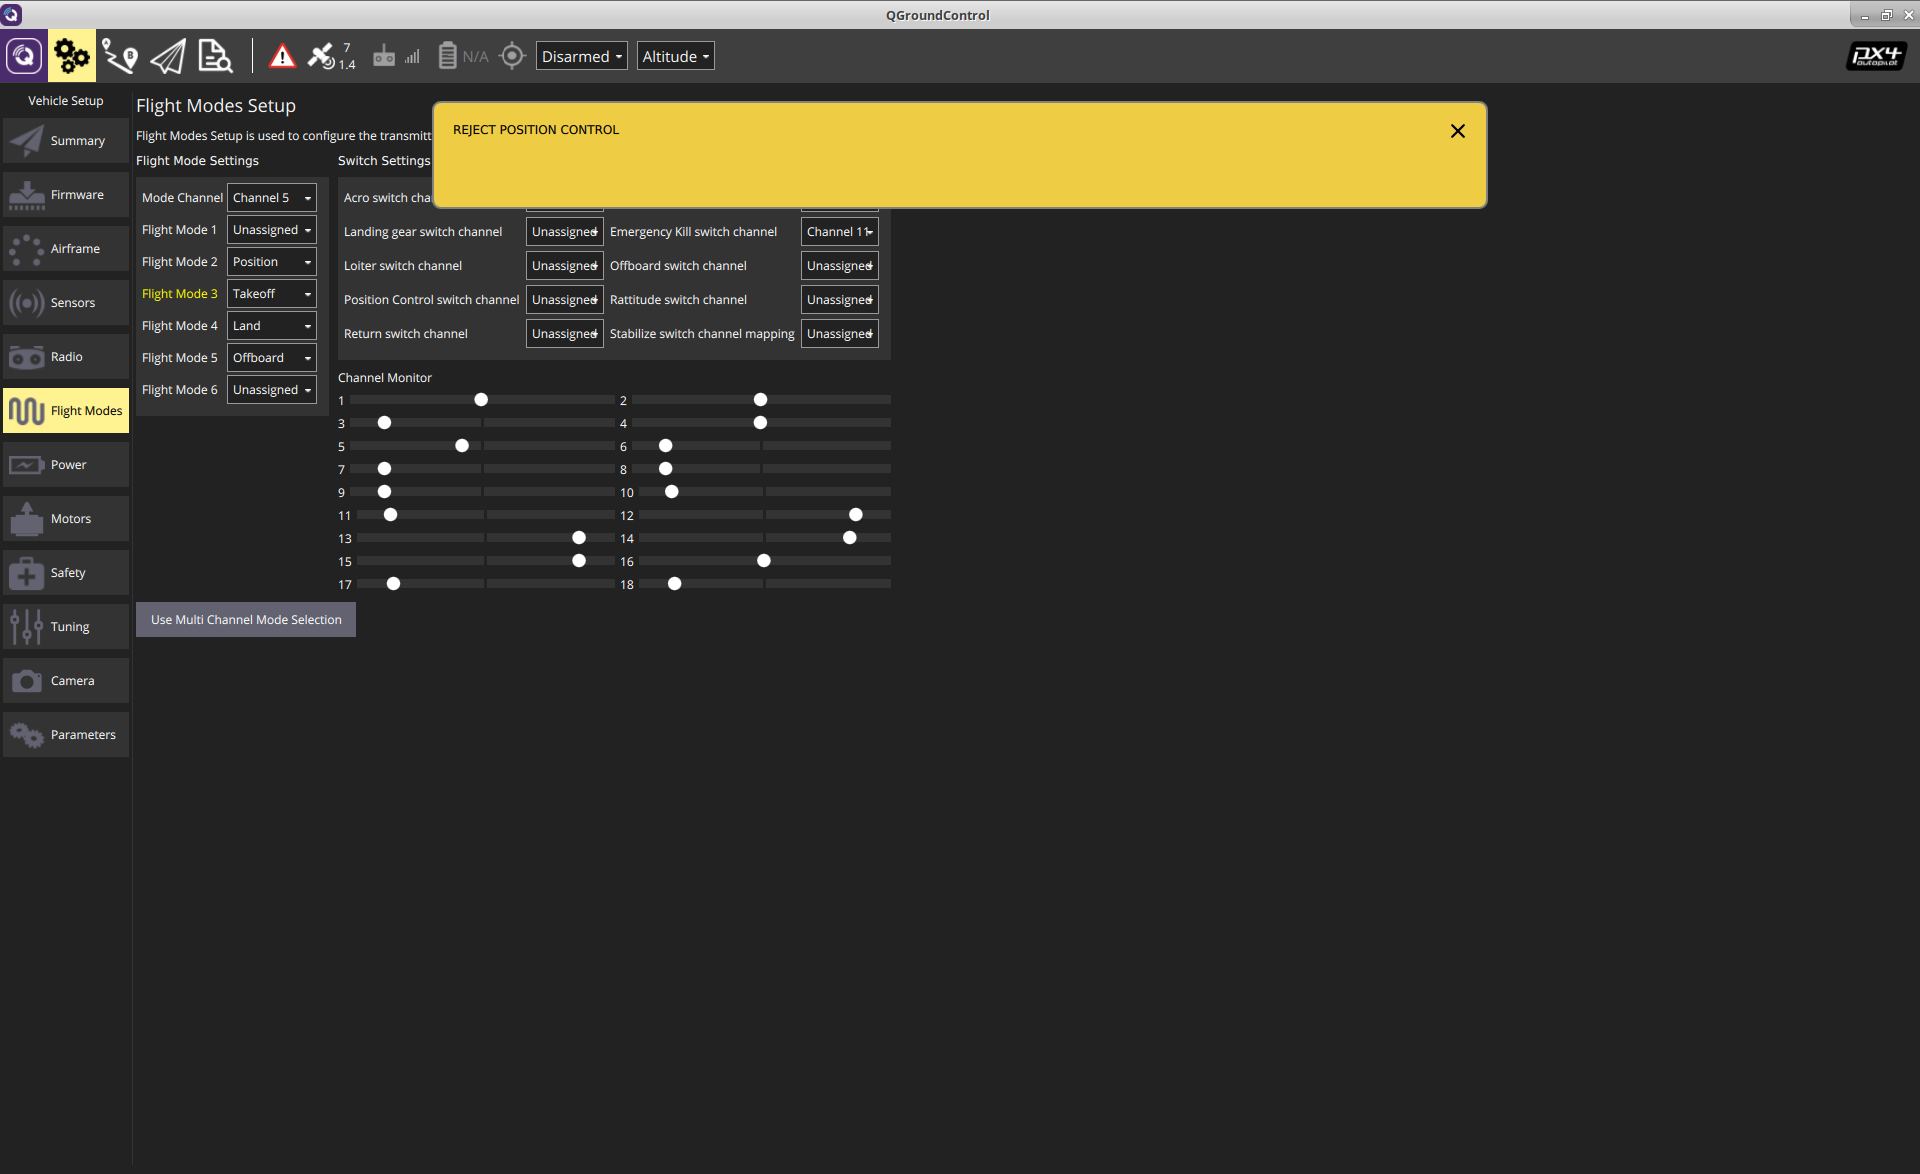 QGroundControl
7
1.4
N/A
Disarmed
Altitude
PX4
autopilot
Vehicle Setup
Summary
Firmware
Airframe
Sensors
Radio
Flight Modes
Power
Motors
Safety
Tuning
Camera
Parameters
Flight Modes Setup
Flight Modes Setup is used to configure the transmitt
REJECT POSITION CONTROL
Flight Mode Settings
Mode Channel Channel 5
Flight Mode 1 Unassigned
Flight Mode 2 Position
Flight Mode 3 Takeoff
Flight Mode 4 Land
Flight Mode 5 Offboard
Flight Mode 6 Unassigned
Switch Settings
Acro switch cha
Landing gear switch channel Unassigned Emergency Kill switch channel Channel 11
Loiter switch channel Unassigned Offboard switch channel Unassigned
Position Control switch channel Unassigned Rattitude switch channel Unassigned
Return switch channel Unassigned Stabilize switch channel mapping Unassigned
Channel Monitor
1 2
3 4
5 6
7 8
9 10
11 12
13 14
15 16
17 18
Use Multi Channel Mode Selection